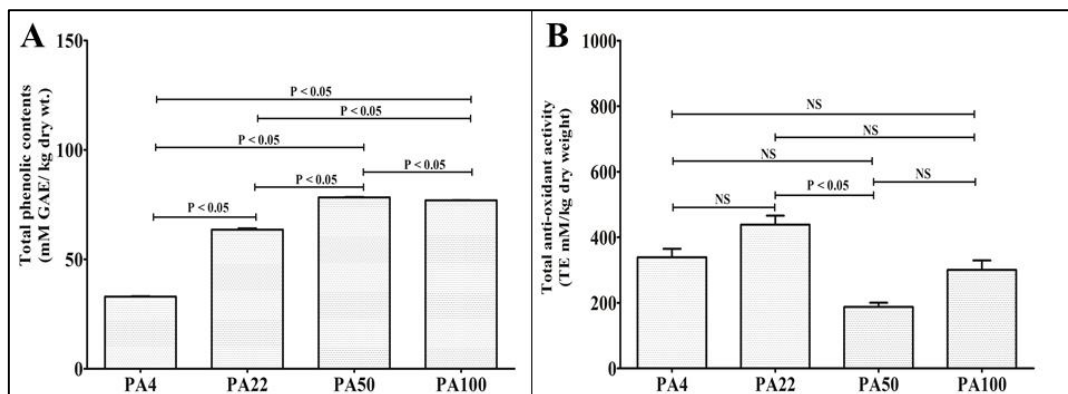 A
Total phenolic contents
(mM GAE/ kg dry wt.)
150
100
50
0
P < 0.05
P < 0.05
P < 0.05
P < 0.05
P < 0.05
P < 0.05
PA4
PA22
PA50
PA100
B
Total anti-oxidant activity
(TE mM/kg dry weight)
1000
800
600
400
200
0
NS
NS
NS
NS
P < 0.05
NS
PA4
PA22
PA50
PA100